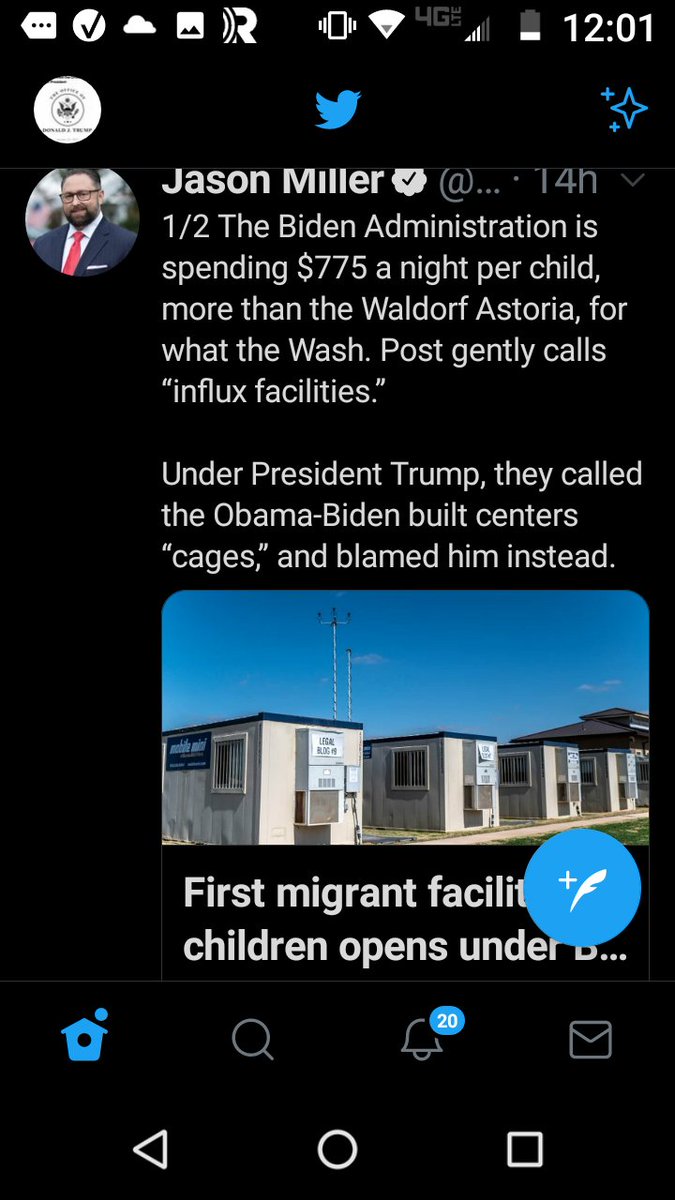 12:01
4G LTE
THE OFFICE OF
DONALD J. TRUMP
Jason Miller @... · 14h
1/2 The Biden Administration is
spending $775 a night per child,
more than the Waldorf Astoria, for
what the Wash. Post gently calls
“influx facilities.”
Under President Trump, they called
the Obama-Biden built centers
“cages,” and blamed him instead.
mobile mini
LEGAL
BLDG #9
LEGAL
First migrant facilit
children opens under B...
20